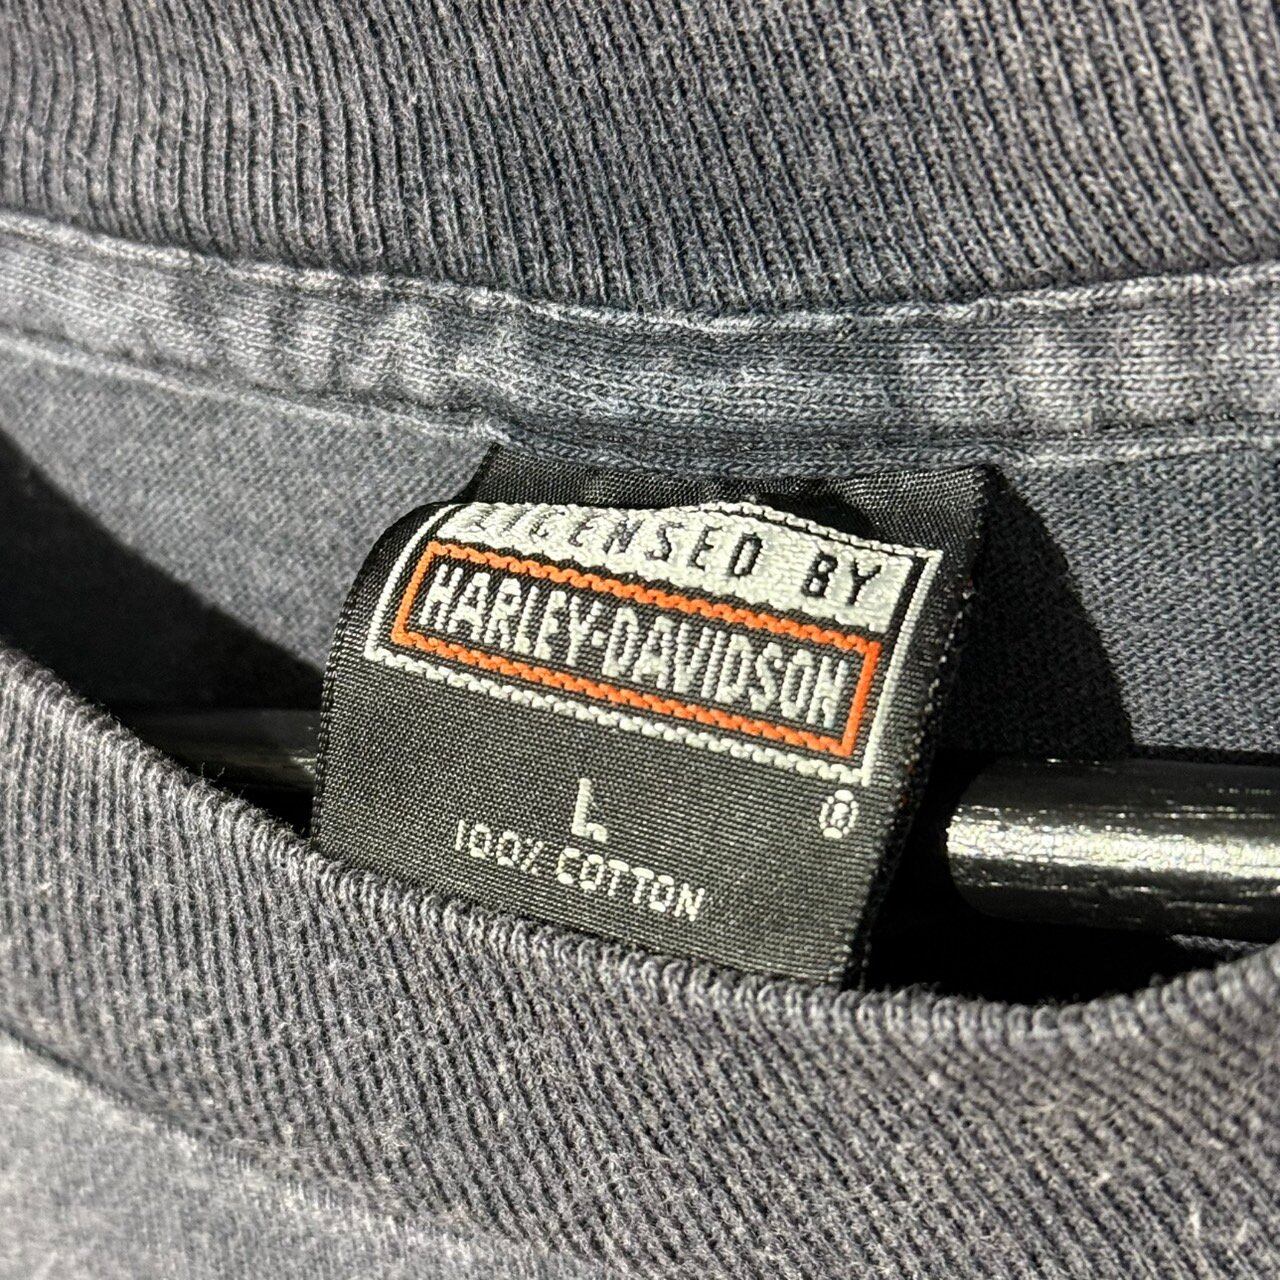 LICENSED BY
HARLEY-DAVIDSON
®
L
100% COTTON